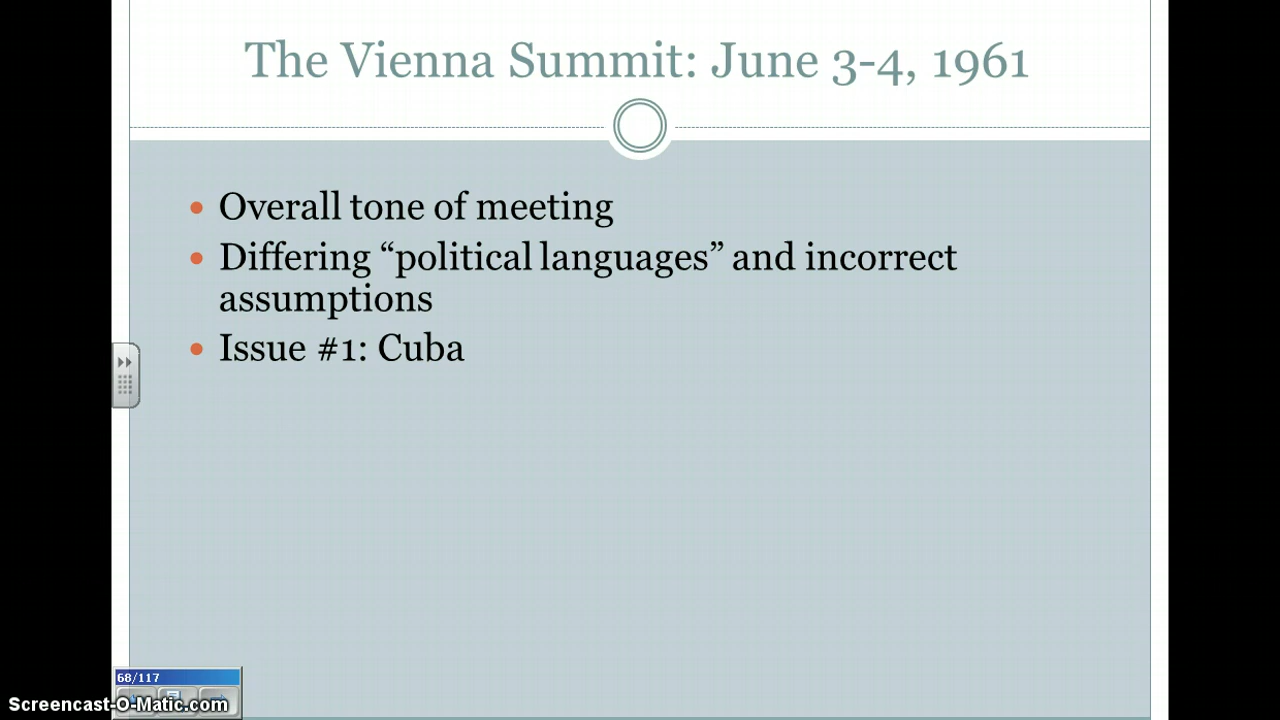 The Vienna Summit: June 3-4, 1961
Overall tone of meeting
Differing “political languages” and incorrect
assumptions
Issue #1: Cuba
68/117
Screencast-O-Matic.com